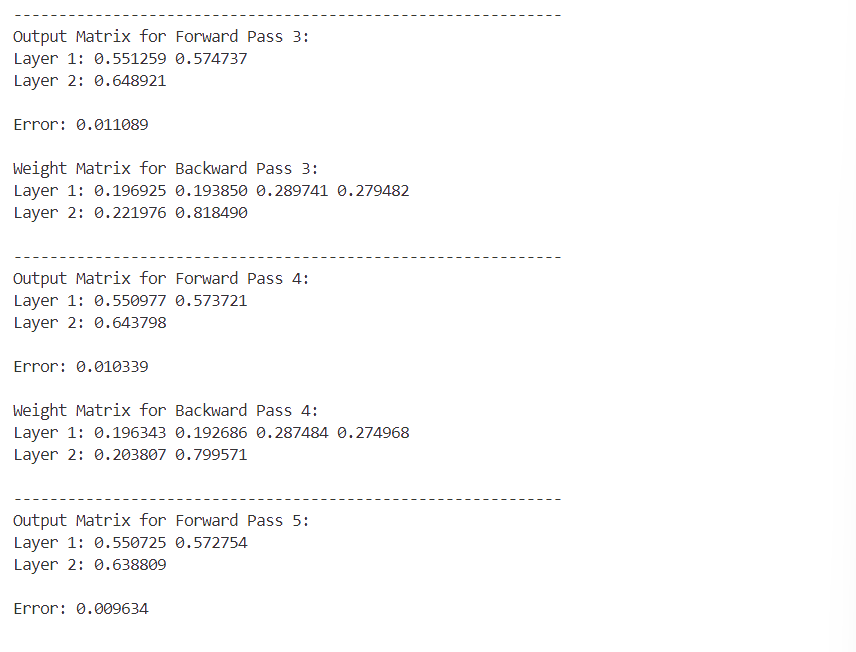 -------------------------------------------------------------
Output Matrix for Forward Pass 3:
Layer 1: 0.551259 0.574737
Layer 2: 0.648921
Error: 0.011089
Weight Matrix for Backward Pass 3:
Layer 1: 0.196925 0.193850 0.289741 0.279482
Layer 2: 0.221976 0.818490
-------------------------------------------------------------
Output Matrix for Forward Pass 4:
Layer 1: 0.550977 0.573721
Layer 2: 0.643798
Error: 0.010339
Weight Matrix for Backward Pass 4:
Layer 1: 0.196343 0.192686 0.287484 0.274968
Layer 2: 0.203807 0.799571
-------------------------------------------------------------
Output Matrix for Forward Pass 5:
Layer 1: 0.550725 0.572754
Layer 2: 0.638809
Error: 0.009634